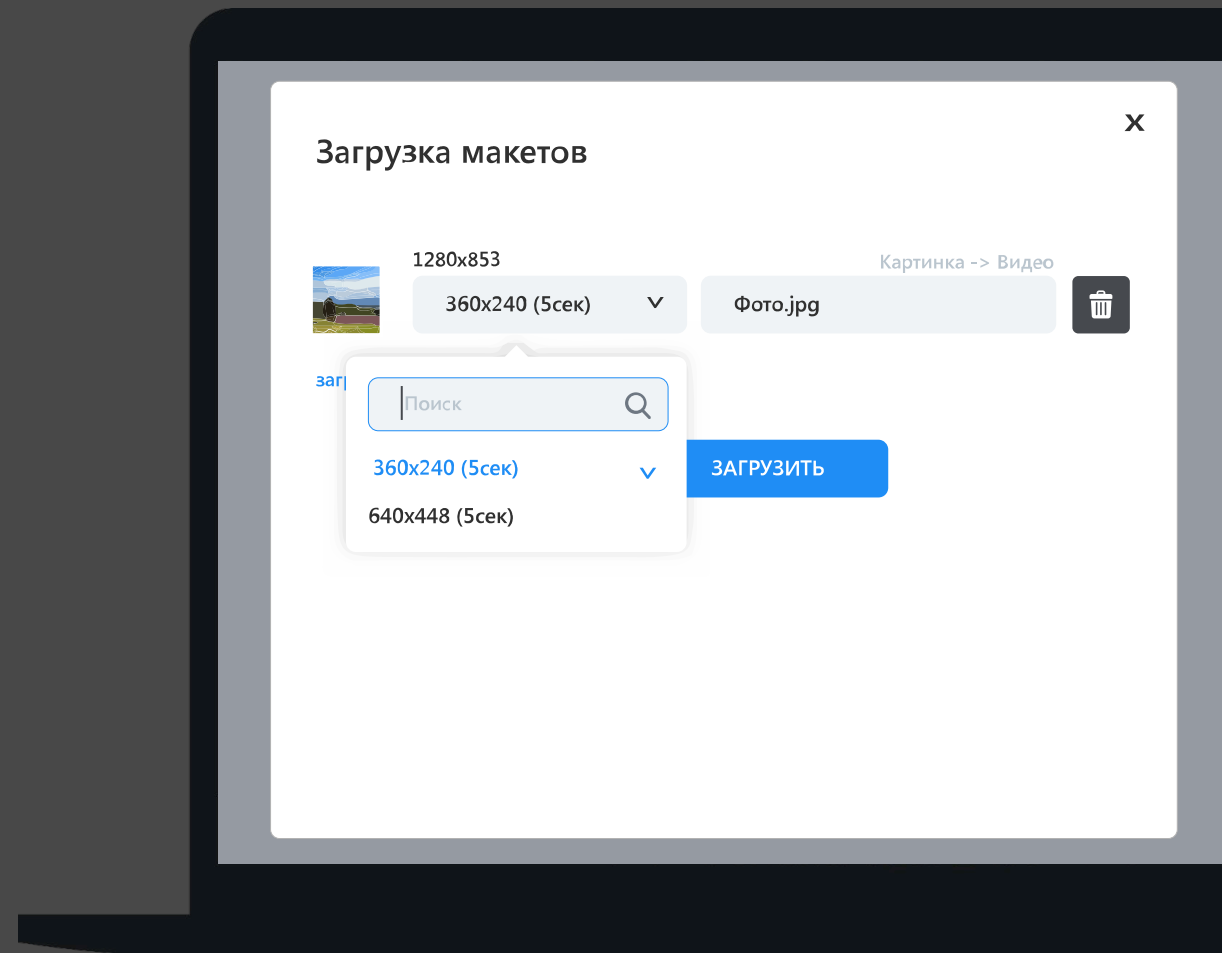 X
Загрузка макетов
1280x853
Картинка -> Видео
360x240 (5сек)
Фото.jpg
Поиск
360x240 (5сек)
ЗАГРУЗИТЬ
640x448 (5сек)